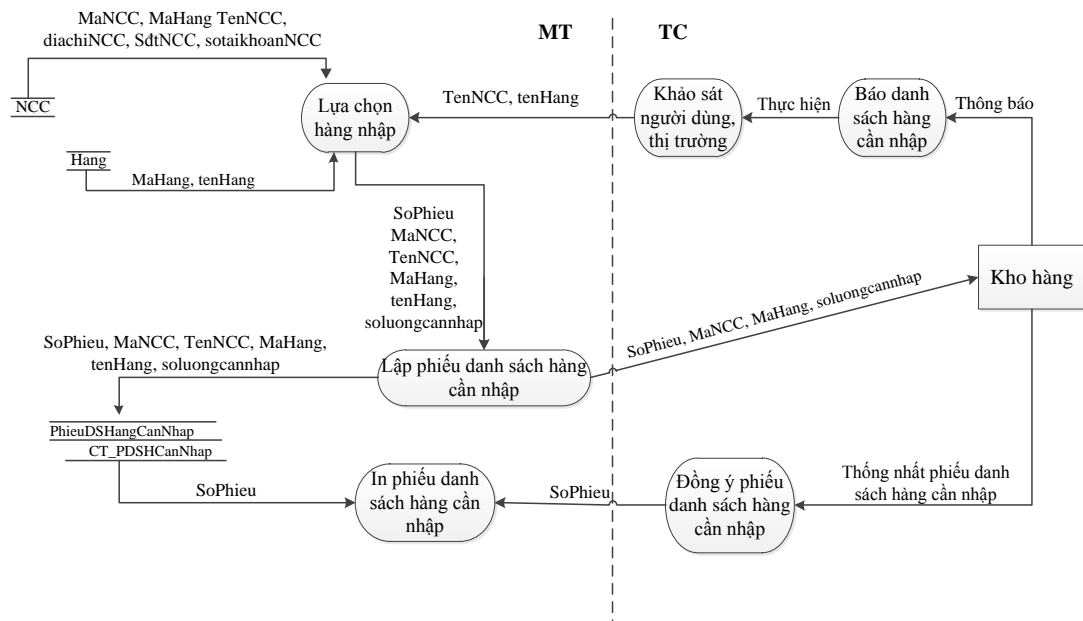 MaNCC, MaHang TenNCC,
diachiNCC, SđtNCC, sotaikhoanNCC
MT
TC
NCC
Lựa chọn
hàng nhập
TenNCC, tenHang
Khảo sát
người dùng,
thị trường
Thực hiện
Báo danh
sách hàng
cần nhập
Thông báo
Hang
MaHang, tenHang
SoPhieu
MaNCC,
TenNCC,
MaHang,
tenHang,
soluongcannhap
SoPhieu, MaNCC, MaHang, soluongcannhap
Kho hàng
SoPhieu, MaNCC, TenNCC, MaHang,
tenHang, soluongcannhap
Lập phiếu danh sách hàng
cần nhập
PhieuDSHangCanNhap
CT_PDSHCanNhap
SoPhieu
In phiếu danh
sách hàng cần
nhập
SoPhieu
Đồng ý phiếu
danh sách hàng
cần nhập
Thống nhất phiếu danh
sách hàng cần nhập